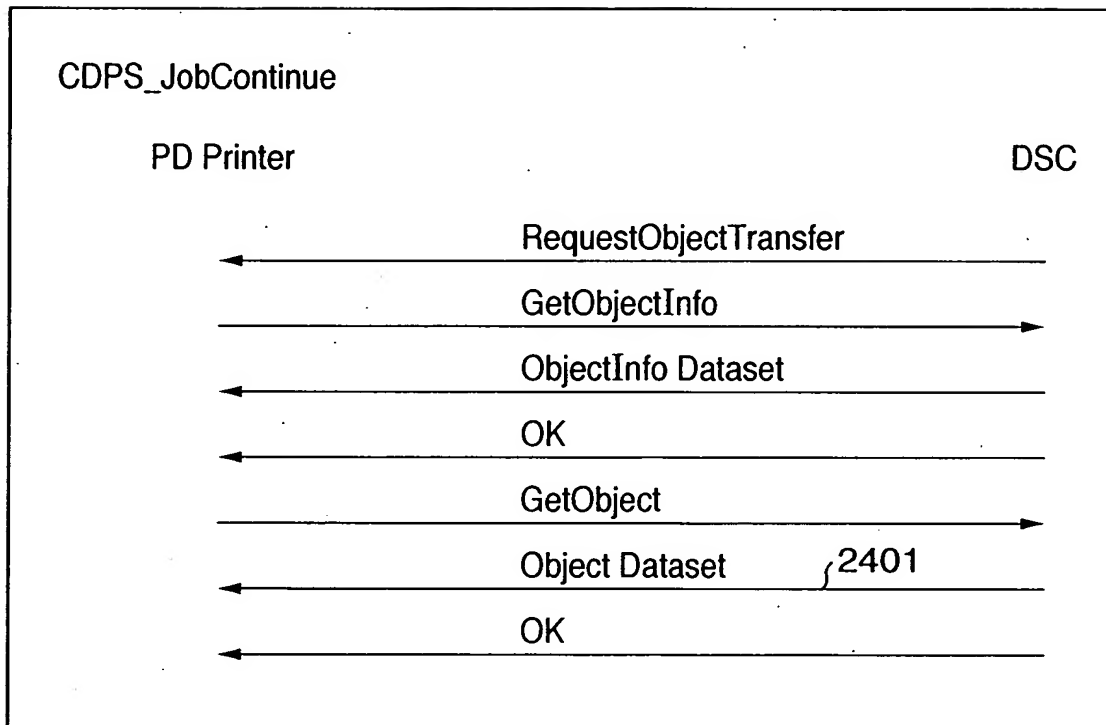 CDPS_JobContinue
PD Printer DSC
RequestObjectTransfer
GetObjectInfo
ObjectInfo Dataset
OK
GetObject
Object Dataset 2401
OK